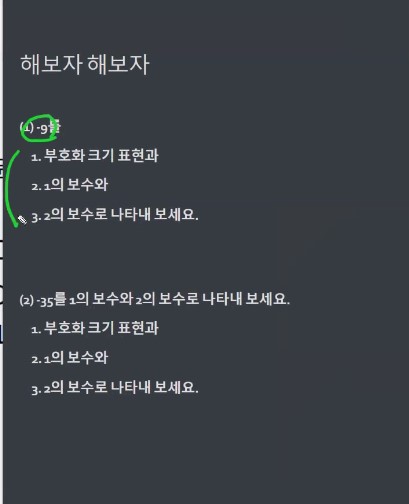 해보자 해보자
(1) -9를
1. 부호화 크기 표현과
2. 1의 보수와
3. 2의 보수로 나타내 보세요.
(2) -35를 1의 보수와 2의 보수로 나타내 보세요.
1. 부호화 크기 표현과
2. 1의 보수와
3. 2의 보수로 나타내 보세요.